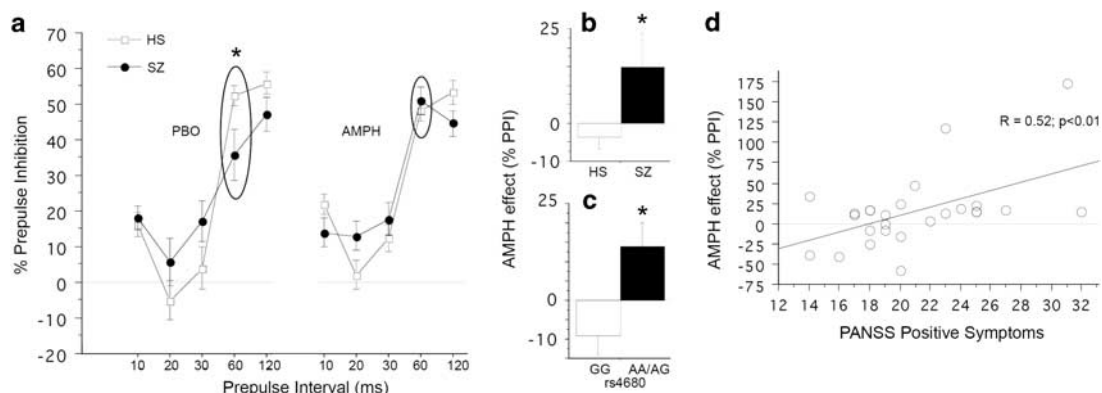 a
HS
SZ
*
PBO
AMPH
% Prepulse Inhibition
60
50
40
30
20
10
0
-10
-20
10 20 30 60 120
10 20 30 60 120
Prepulse Interval (ms)
b
*
25
0
-10
HS SZ
AMPH effect (% PPI)
c
*
25
0
-10
GG AA/AG
rs4680
d
R = 0.52; p<0.01
AMPH effect (% PPI)
175
150
125
100
75
50
25
0
-25
-50
-75
12 14 16 18 20 22 24 26 28 30 32
PANSS Positive Symptoms